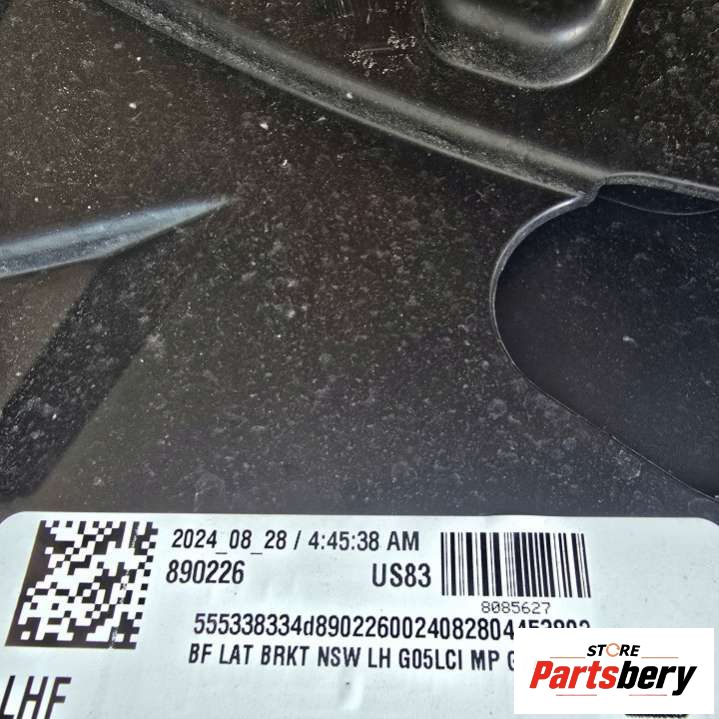 2024_08_28 / 4:45:38 AM
890226 US83
8085627
BF LAT BRKT NSW LH G05LCI MP
LHF
STORE
Partsbery